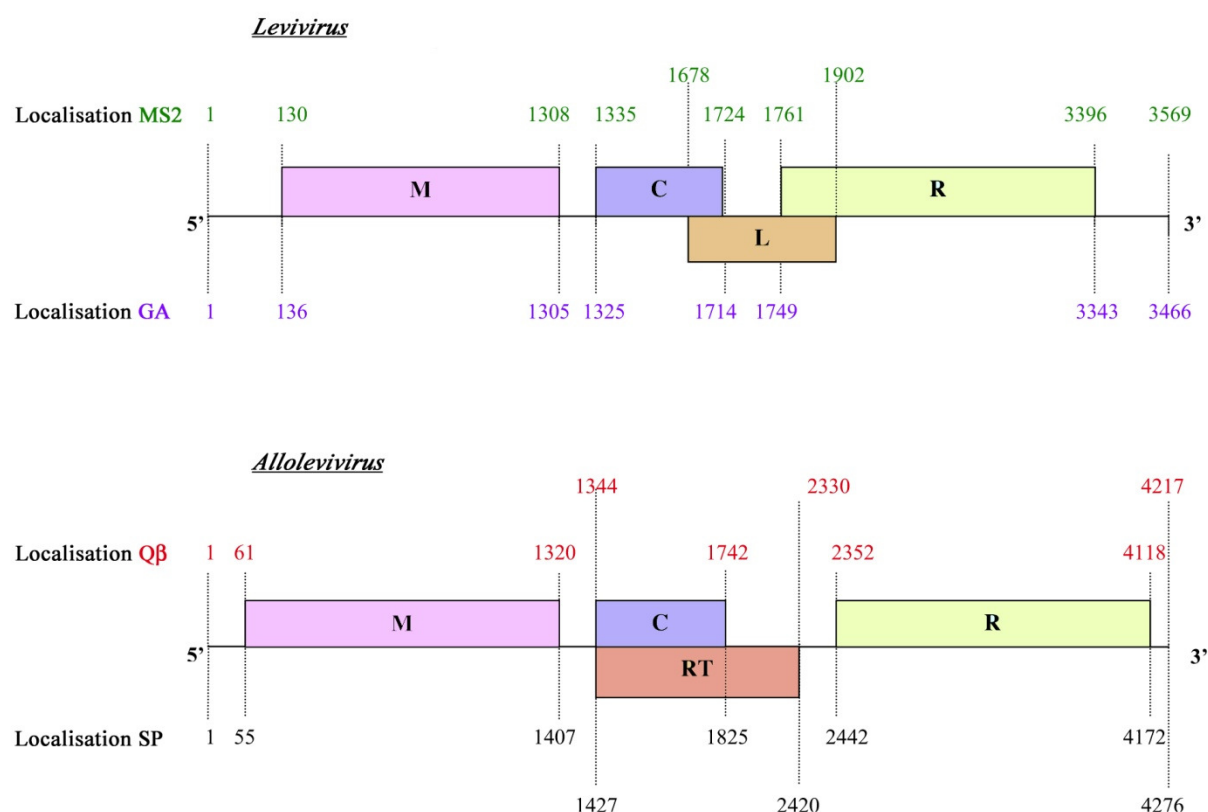 Levivirus
1678 1902
Localisation MS2 1 130 1308 1335 1724 1761 3396 3569
M C R
5’ 3’
L
Localisation GA 1 136 1305 1325 1714 1749 3343 3466
Allolevivirus
1344 2330 4217
Localisation Qβ 1 61 1320 1742 2352 4118
M C R
5’ 3’
RT
Localisation SP 1 55 1407 1825 2442 4172
1427 2420 4276